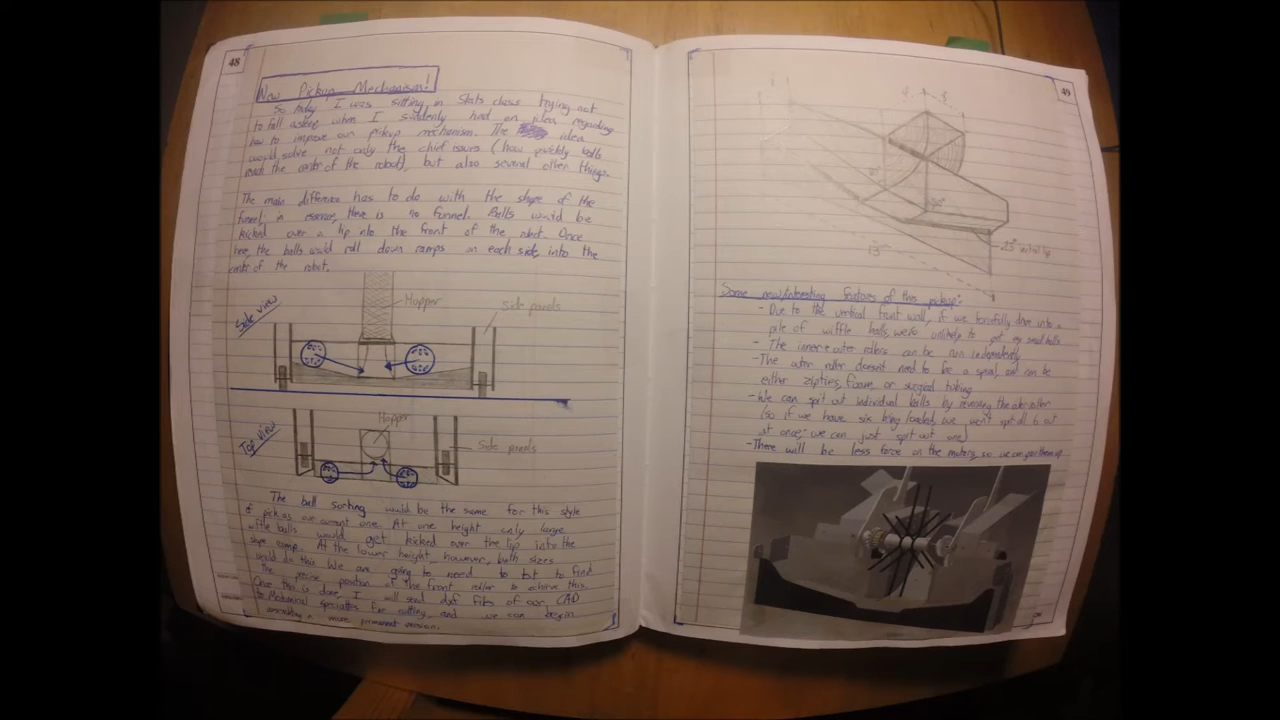 48
New Pickup Mechanism!
So today I was sitting in Stats class trying not
to fall asleep when I suddenly had an idea regarding
how to improve our pickup mechanism. The idea
would solve not only the chief issues (how quickly balls
reach the center of the robot), but also several other things.
The main difference has to do with the shape of the
funnel; in essence, there is no funnel. Balls would be
kicked over a lip into the front of the robot. Once
here, the balls would roll down ramps on each side, into the
center of the robot.
Side view
Hopper
Side panels
Top view
Hopper
Side panels
The ball sorting would be the same for this style
of pickup as our current one. At one height only large
wiffle balls would get kicked over the lip into the
slope ramp. At the lower height, however, both sizes
would do this. We are going to need to test to find
the precise position of the front roller to achieve this.
Once this is done, I will send dxf files of our CAD
to Mechanical Specialties for cutting, and we can begin
assembling a more permanent version.
49
90°
13"
.25" initial lip
Some new/interesting features of this pickup:
- Due to the vertical front wall, if we forcefully drive into a
pile of wiffle balls, we're unlikely to get any small balls
- The inner + outer rollers can be run independently
- The outer roller doesn't need to be a spiral, and can be
either zipties, foam, or surgical tubing
- We can spit out individual balls by reversing the outer roller
(so if we have six being loaded, we won't spit all 6 out
at once; we can just spit out one)
- There will be less force on the motors, so we can put them at